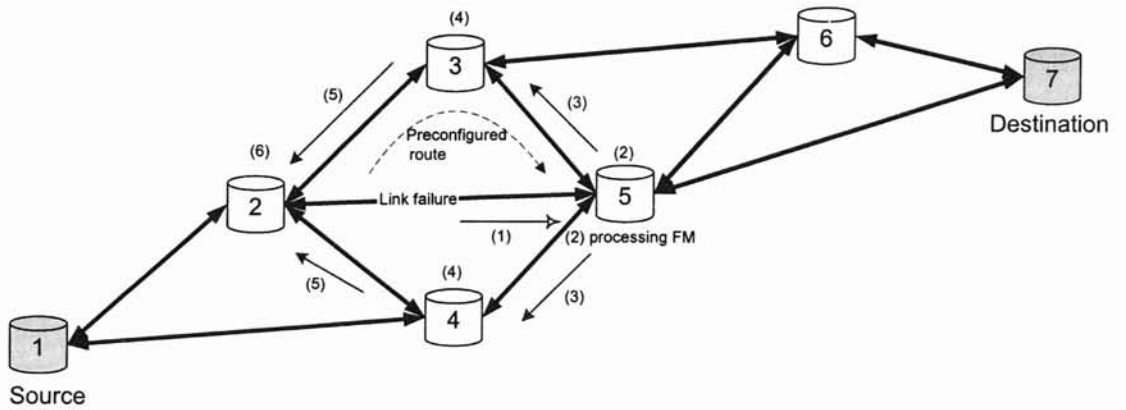 (4)
3
6
7
Destination
(5)
(3)
Preconfigured
route
(6)
(2)
2
Link failure
5
(1)
(2) processing FM
(5)
(4)
(3)
4
1
Source